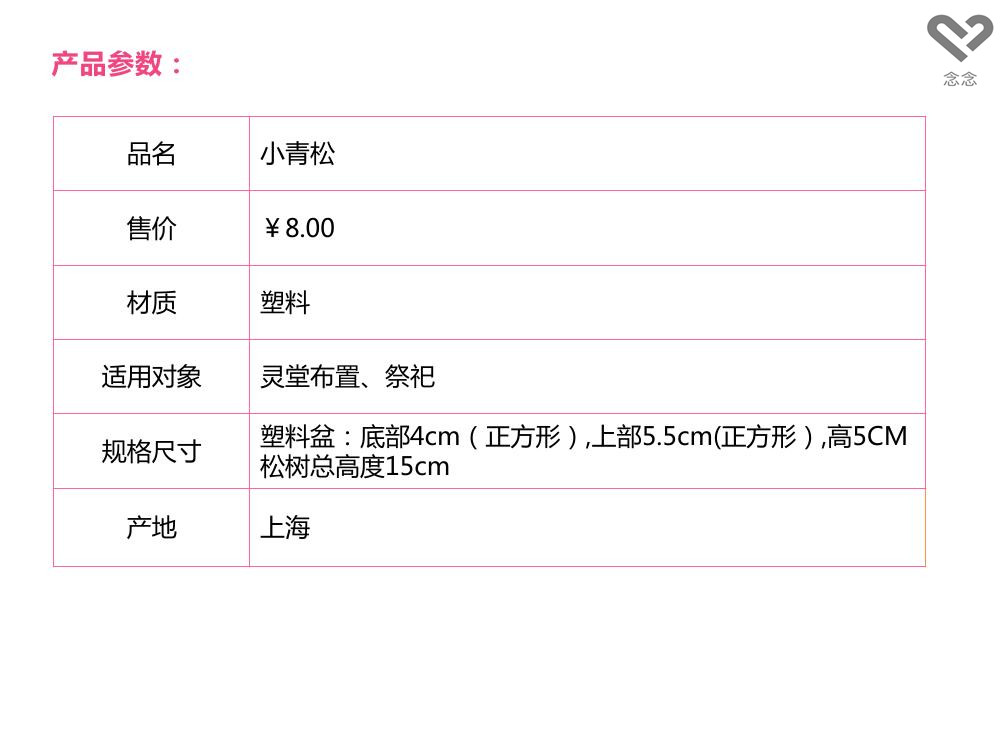 产品参数：
念念
品名 小青松
售价 ￥8.00
材质 塑料
适用对象 灵堂布置、祭祀
规格尺寸 塑料盆：底部4cm（正方形）,上部5.5cm(正方形）,高5CM
松树总高度15cm
产地 上海